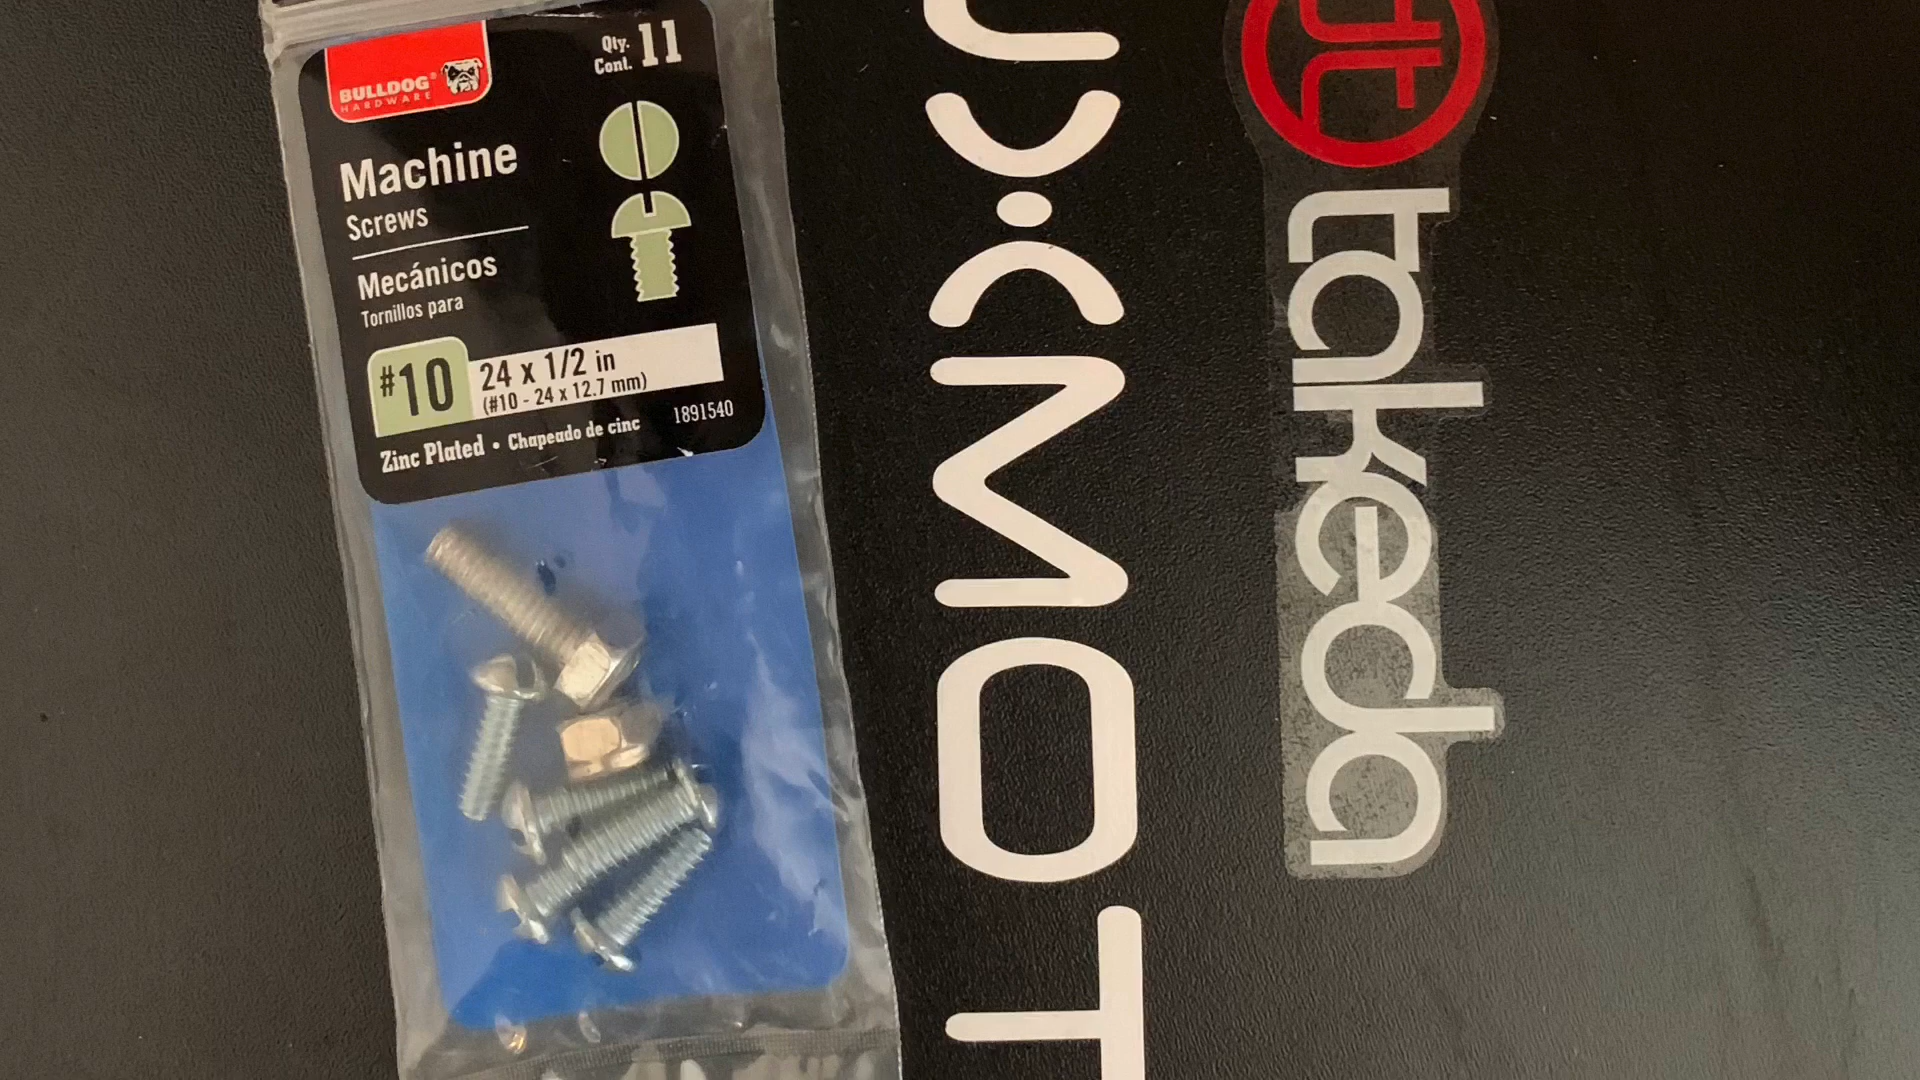 BULLDOG®
HARDWARE
Qty. 11
Cont.
Machine
Screws
Mecánicos
Tornillos para
#10 24 x 1/2 in
(#10 - 24 x 12.7 mm)
1891540
Zinc Plated • Chapeado de cinc
XMOT
takeda